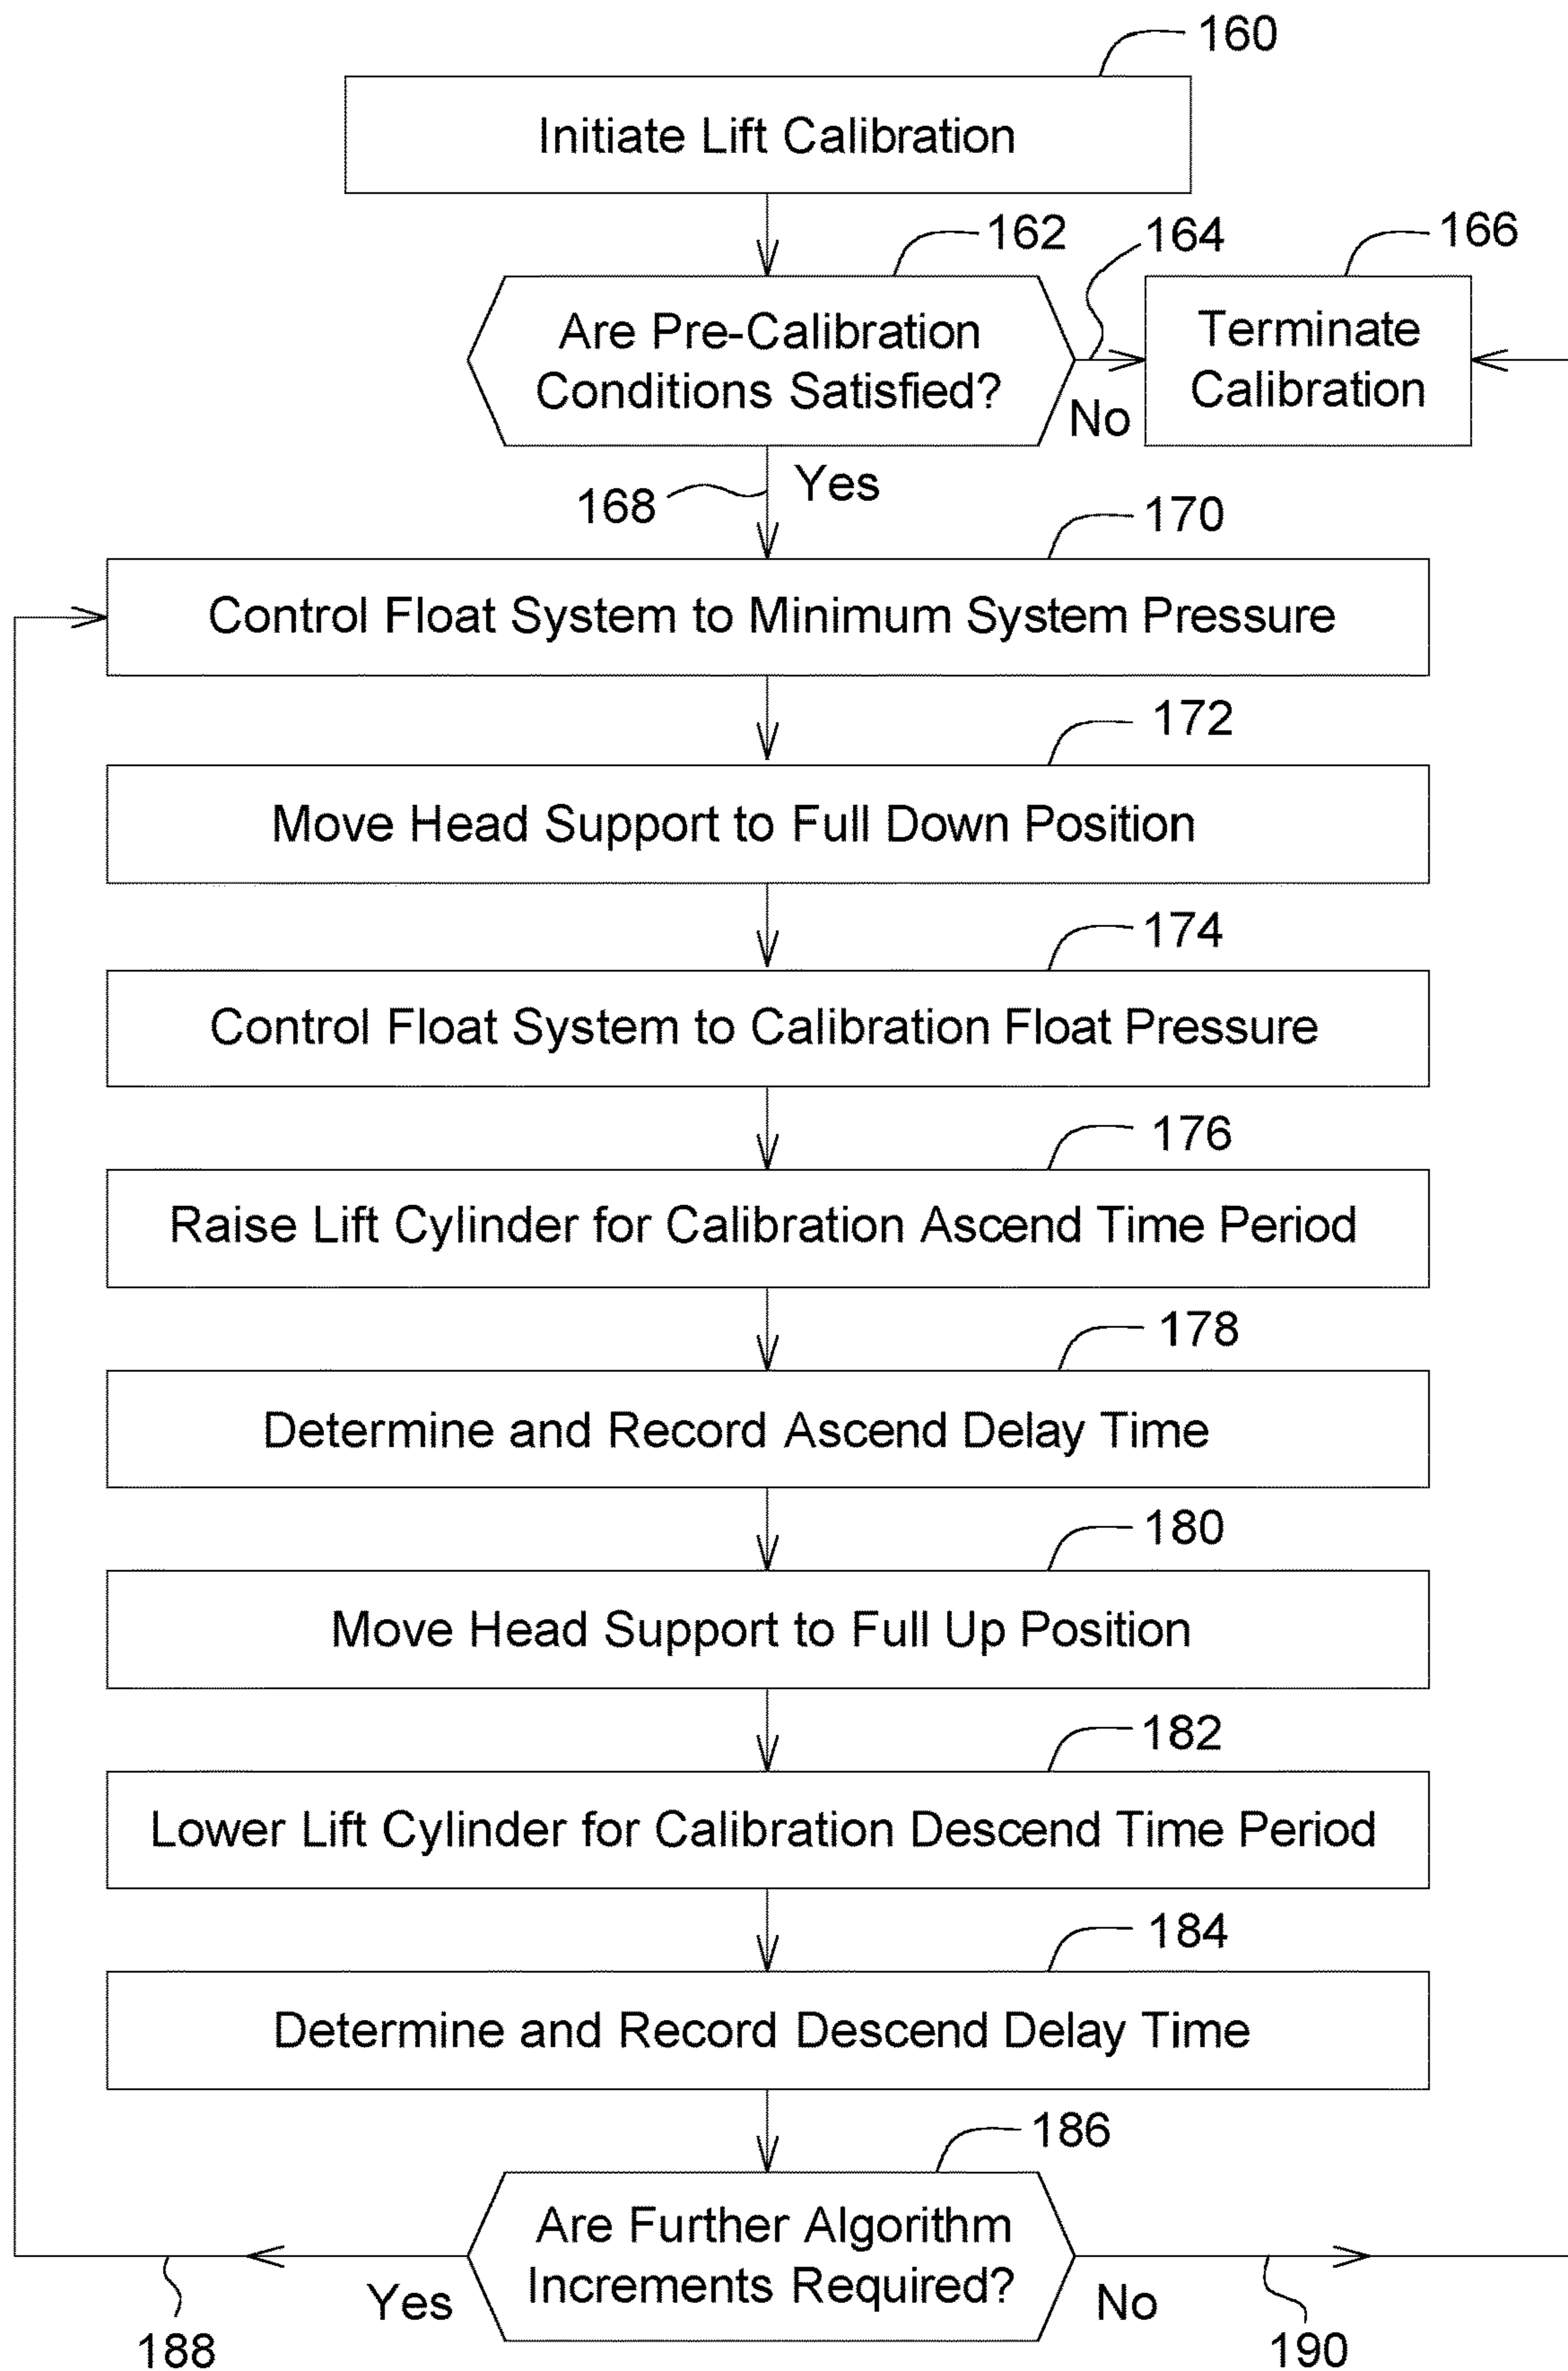 160
Initiate Lift Calibration
162
164
166
Are Pre-Calibration
Conditions Satisfied?
No
Terminate
Calibration
168
Yes
170
Control Float System to Minimum System Pressure
172
Move Head Support to Full Down Position
174
Control Float System to Calibration Float Pressure
176
Raise Lift Cylinder for Calibration Ascend Time Period
178
Determine and Record Ascend Delay Time
180
Move Head Support to Full Up Position
182
Lower Lift Cylinder for Calibration Descend Time Period
184
Determine and Record Descend Delay Time
186
Are Further Algorithm
Increments Required?
Yes
No
188
190